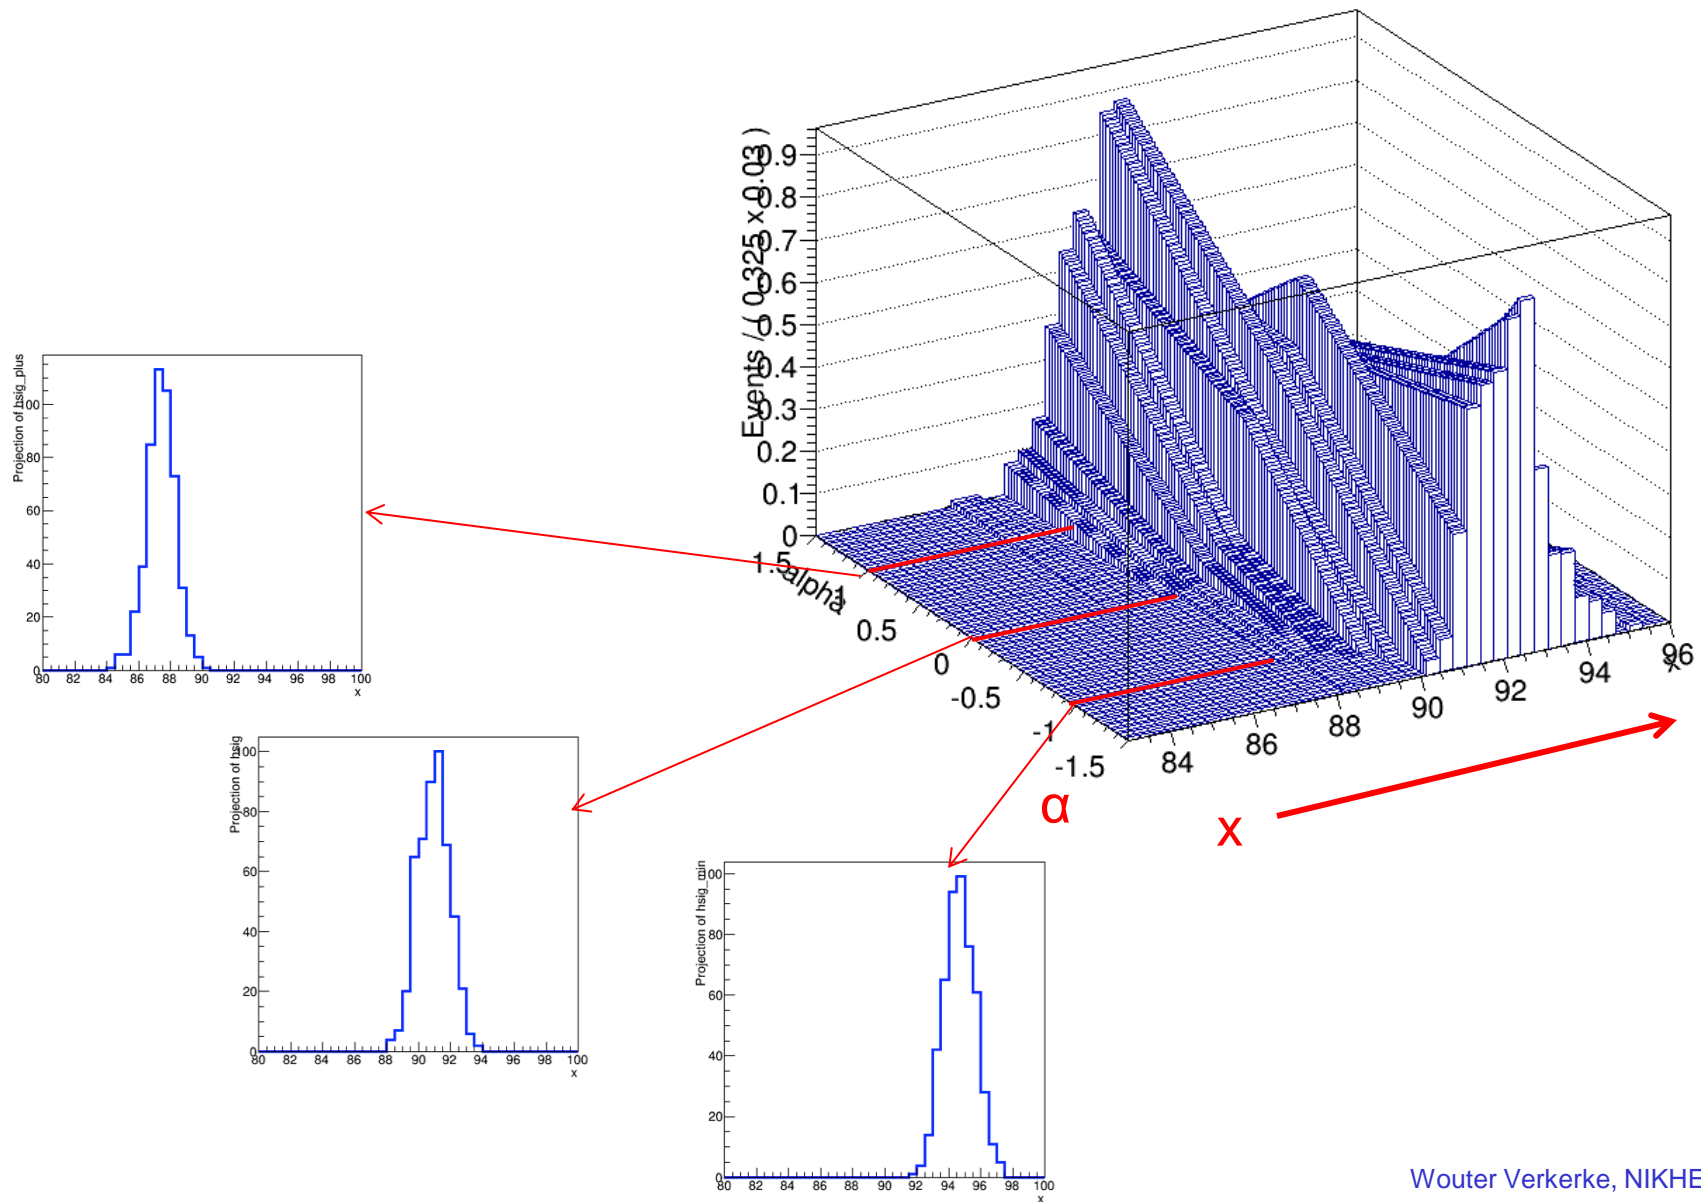 Events / ( 0.325 x 0.03 )
0.9
0.8
0.7
0.6
0.5
0.4
0.3
0.2
0.1
0
1.5
alpha
1
0.5
0
-0.5
-1
-1.5
84
86
88
90
92
94
96
x
α
x
Projection of hsig_plus
100
80
60
40
20
0
80 82 84 86 88 90 92 94 96 98 100
x
Projection of hsig
100
80
60
40
20
0
80 82 84 86 88 90 92 94 96 98 100
x
Projection of hsig_min
100
80
60
40
20
0
80 82 84 86 88 90 92 94 96 98 100
x
Wouter Verkerke, NIKHE